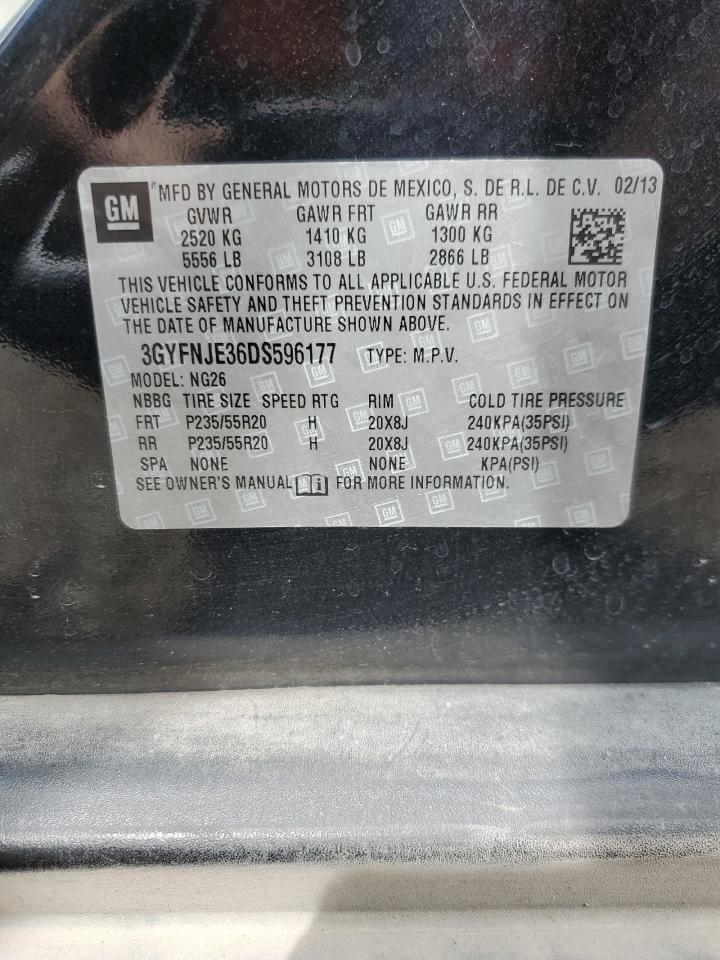 GM MFD BY GENERAL MOTORS DE MEXICO, S. DE R.L. DE C.V. 02/13
GVWR GAWR FRT GAWR RR
2520 KG 1410 KG 1300 KG
5556 LB 3108 LB 2866 LB
THIS VEHICLE CONFORMS TO ALL APPLICABLE U.S. FEDERAL MOTOR
VEHICLE SAFETY AND THEFT PREVENTION STANDARDS IN EFFECT ON
THE DATE OF MANUFACTURE SHOWN ABOVE.
3GYFNJE36DS596177 TYPE: M.P.V.
MODEL: NG26
NBBG TIRE SIZE SPEED RTG RIM COLD TIRE PRESSURE
FRT P235/55R20 H 20X8J 240KPA(35PSI)
RR P235/55R20 H 20X8J 240KPA(35PSI)
SPA NONE NONE KPA(PSI)
SEE OWNER'S MANUAL i FOR MORE INFORMATION.